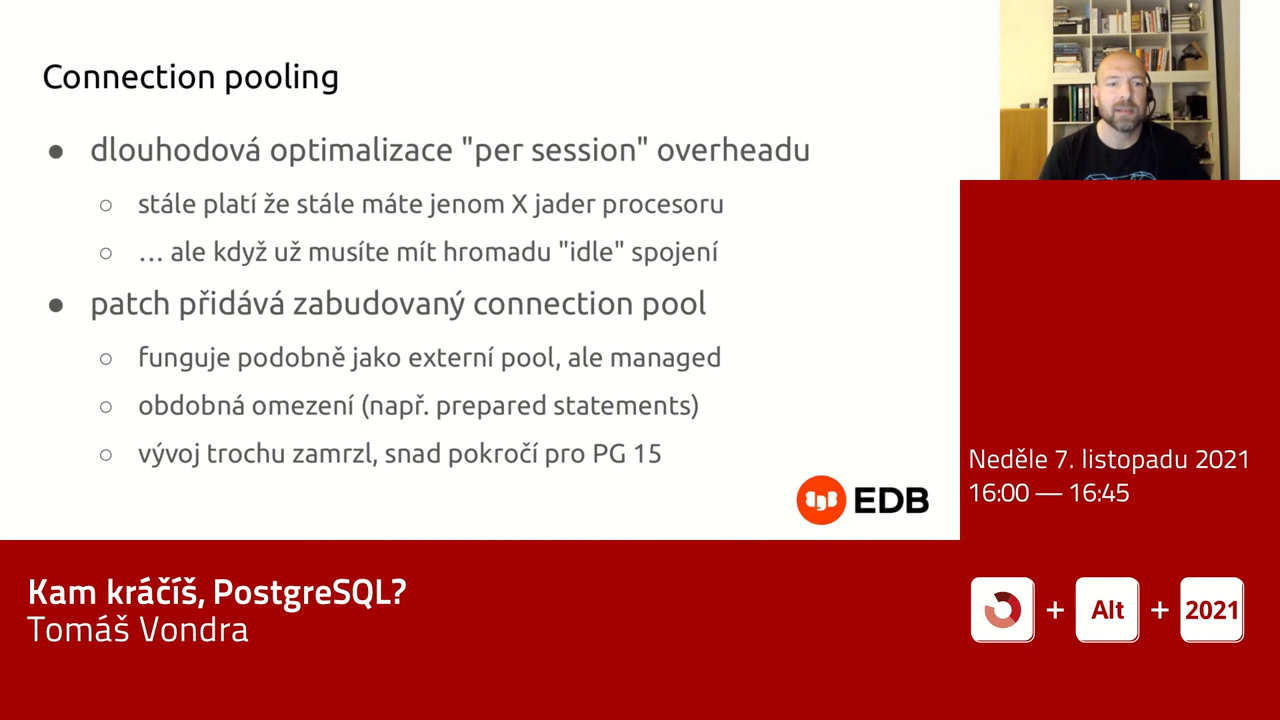 Connection pooling
● dlouhodová optimalizace "per session" overheadu
○ stále platí že stále máte jenom X jader procesoru
○ … ale když už musíte mít hromadu "idle" spojení
● patch přidává zabudovaný connection pool
○ funguje podobně jako externí pool, ale managed
○ obdobná omezení (např. prepared statements)
○ vývoj trochu zamrzl, snad pokročí pro PG 15
EDB
Neděle 7. listopadu 2021
16:00 — 16:45
Kam kráčíš, PostgreSQL?
Tomáš Vondra
+ Alt + 2021